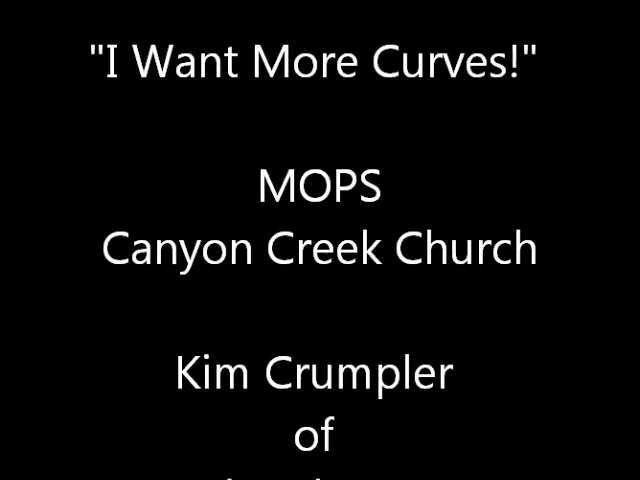 "I Want More Curves!"
MOPS
Canyon Creek Church
Kim Crumpler
of